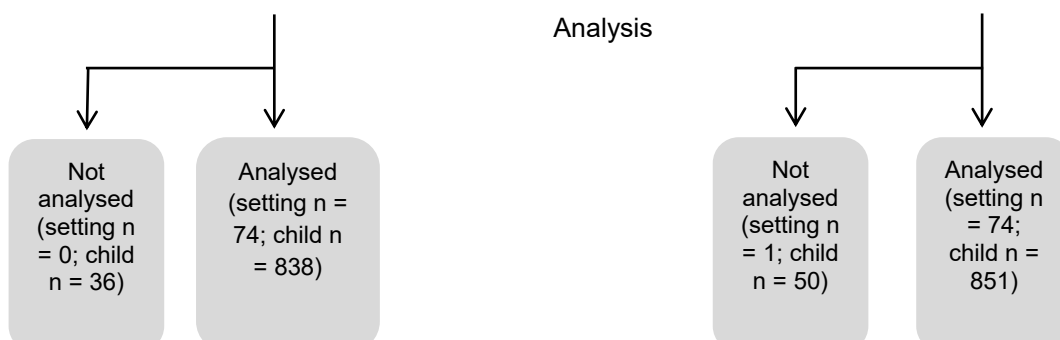 Analysis
Not
analysed
(setting n
= 0; child
n = 36)
Analysed
(setting n =
74; child n
= 838)
Not
analysed
(setting n
= 1; child
n = 50)
Analysed
(setting n
= 74;
child n =
851)